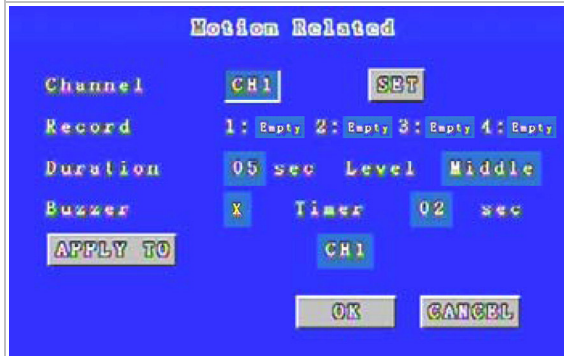 Motion Related
Channel CH1 SET
Record 1: Empty 2: Empty 3: Empty 4: Empty
Duration 05 sec Level Middle
Buzzer X Timer 02 sec
APPLY TO CH1
OK CANCEL